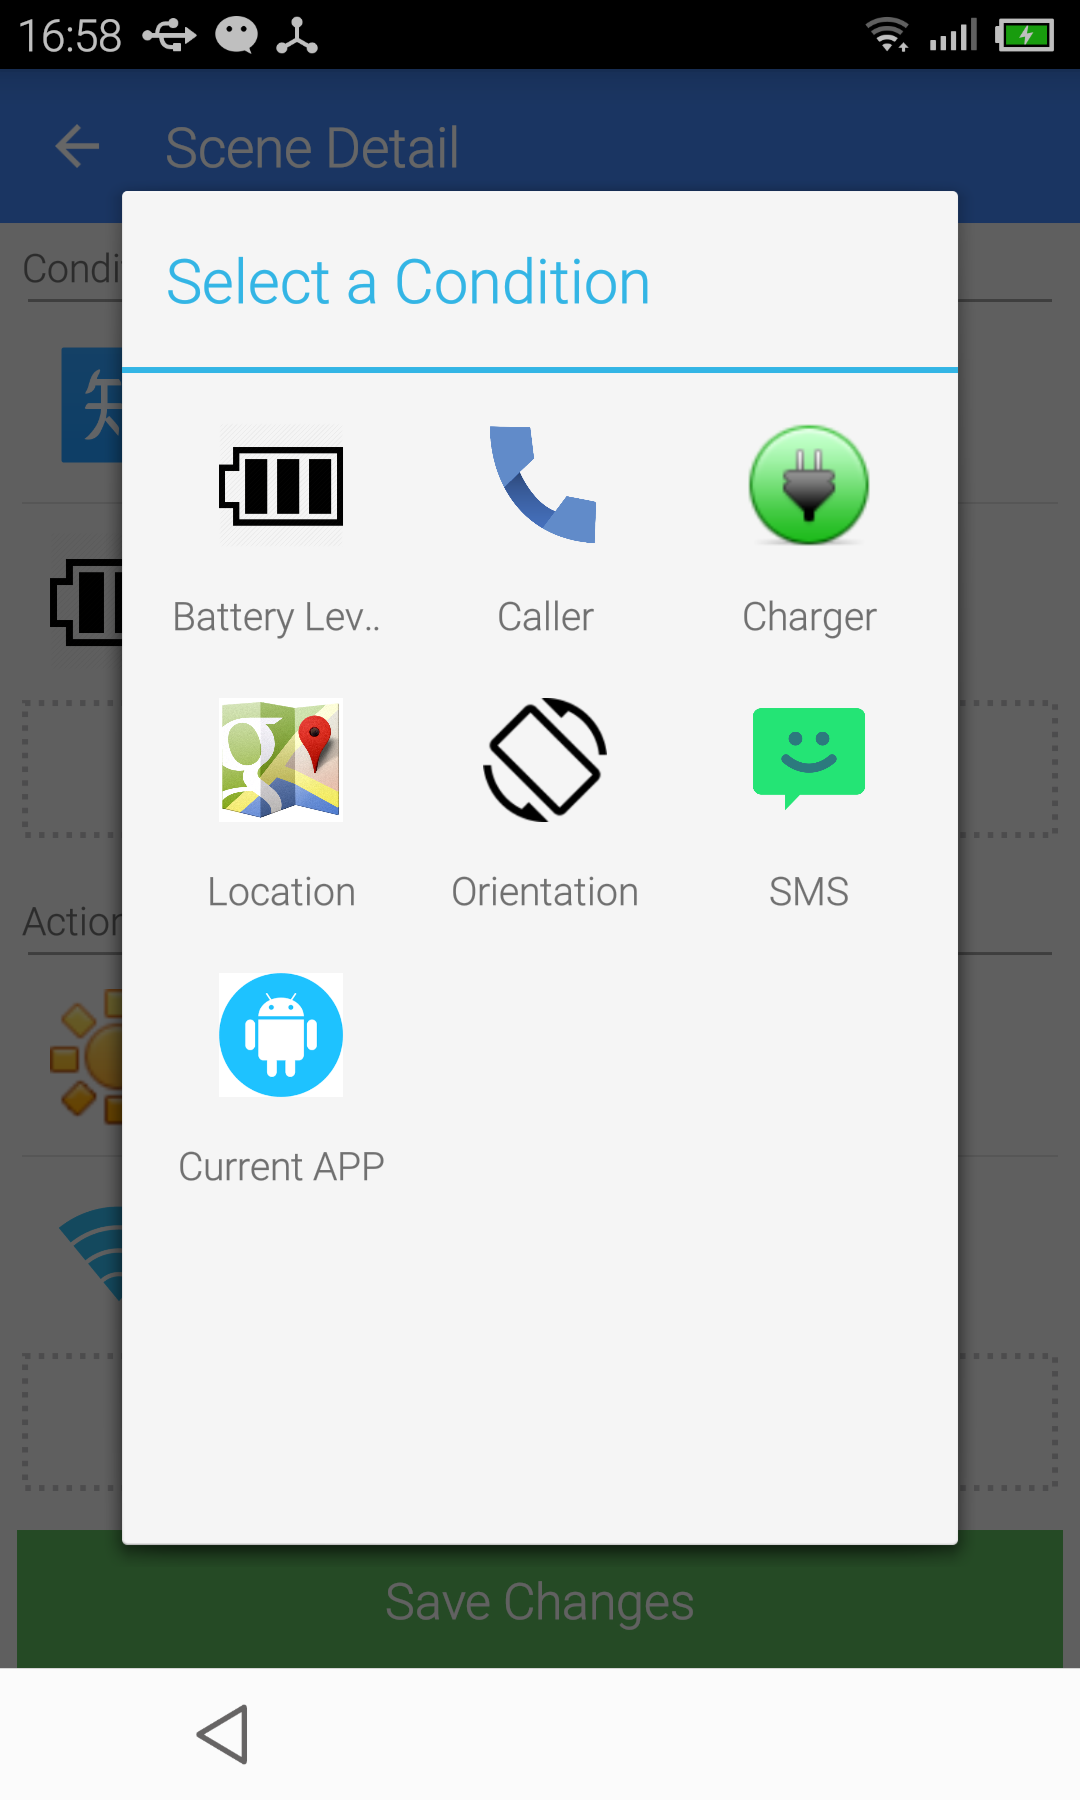 16:58
Scene Detail
Condi
Select a Condition
知
Battery Lev..
Caller
Charger
Location
Orientation
SMS
Action
Current APP
Save Changes